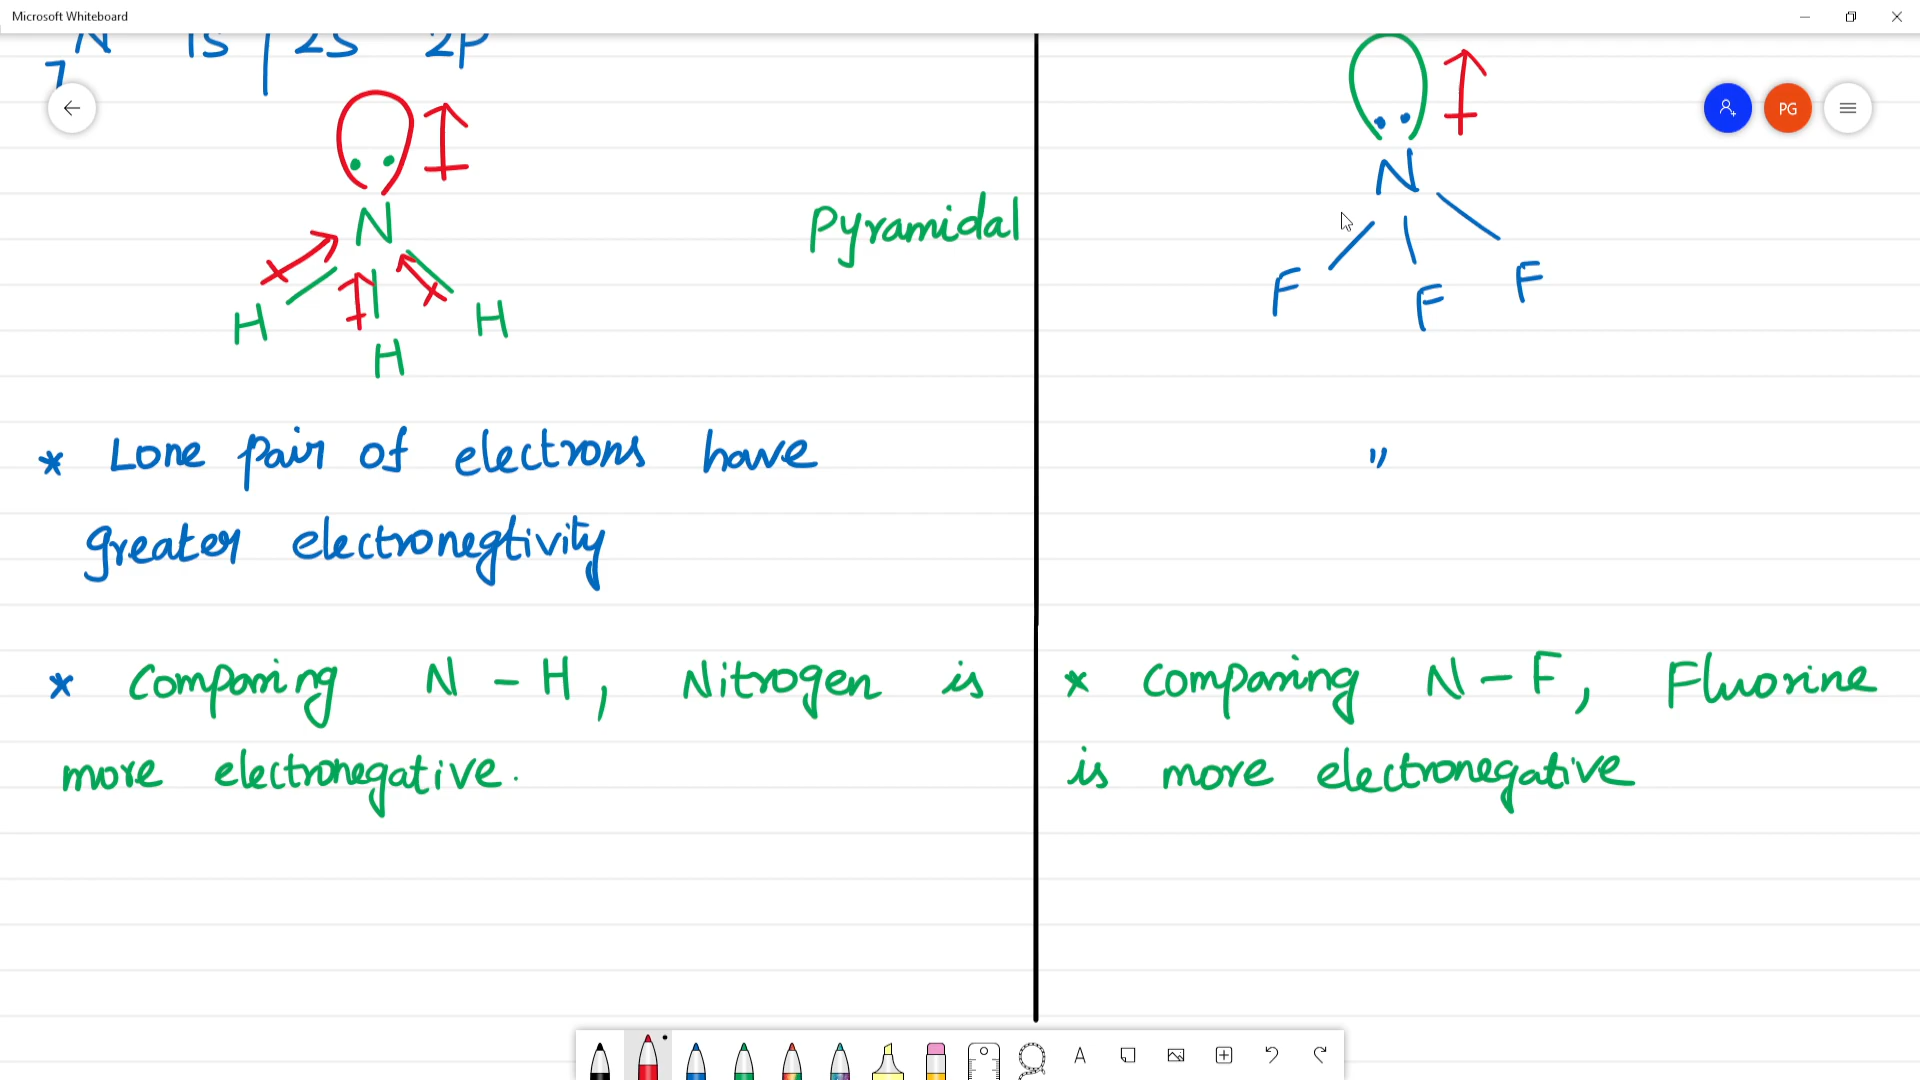 Microsoft Whiteboard
7N 1s 2s 2p
PG
N
H H H
Pyramidal
N
F F F
* Lone pair of electrons have
greater electronegtivity
"
* Comparing N - H, Nitrogen is
more electronegative.
* Comparing N - F, Fluorine
is more electronegative
A